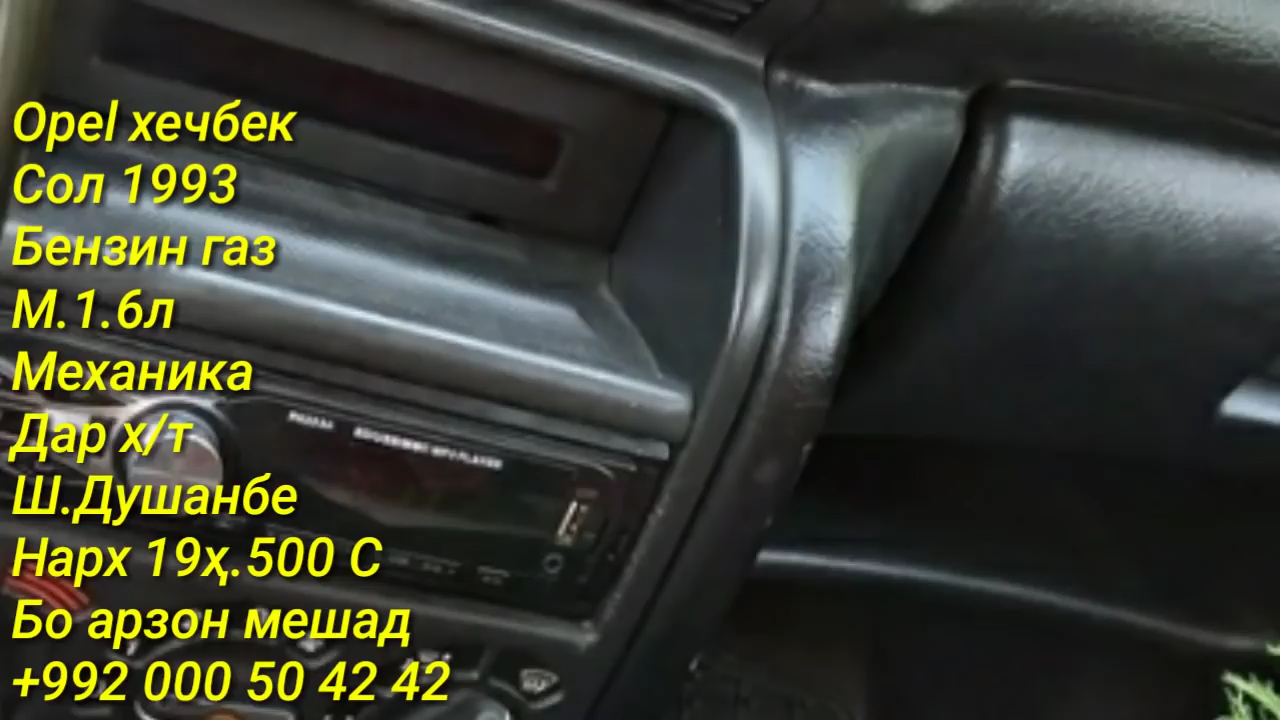 Opel хечбек
Сол 1993
Бензин газ
М.1.6л
Механика
Дар х/т
Ш.Душанбе
Нарх 19ҳ.500 С
Бо арзон мешад
+992 000 50 42 42